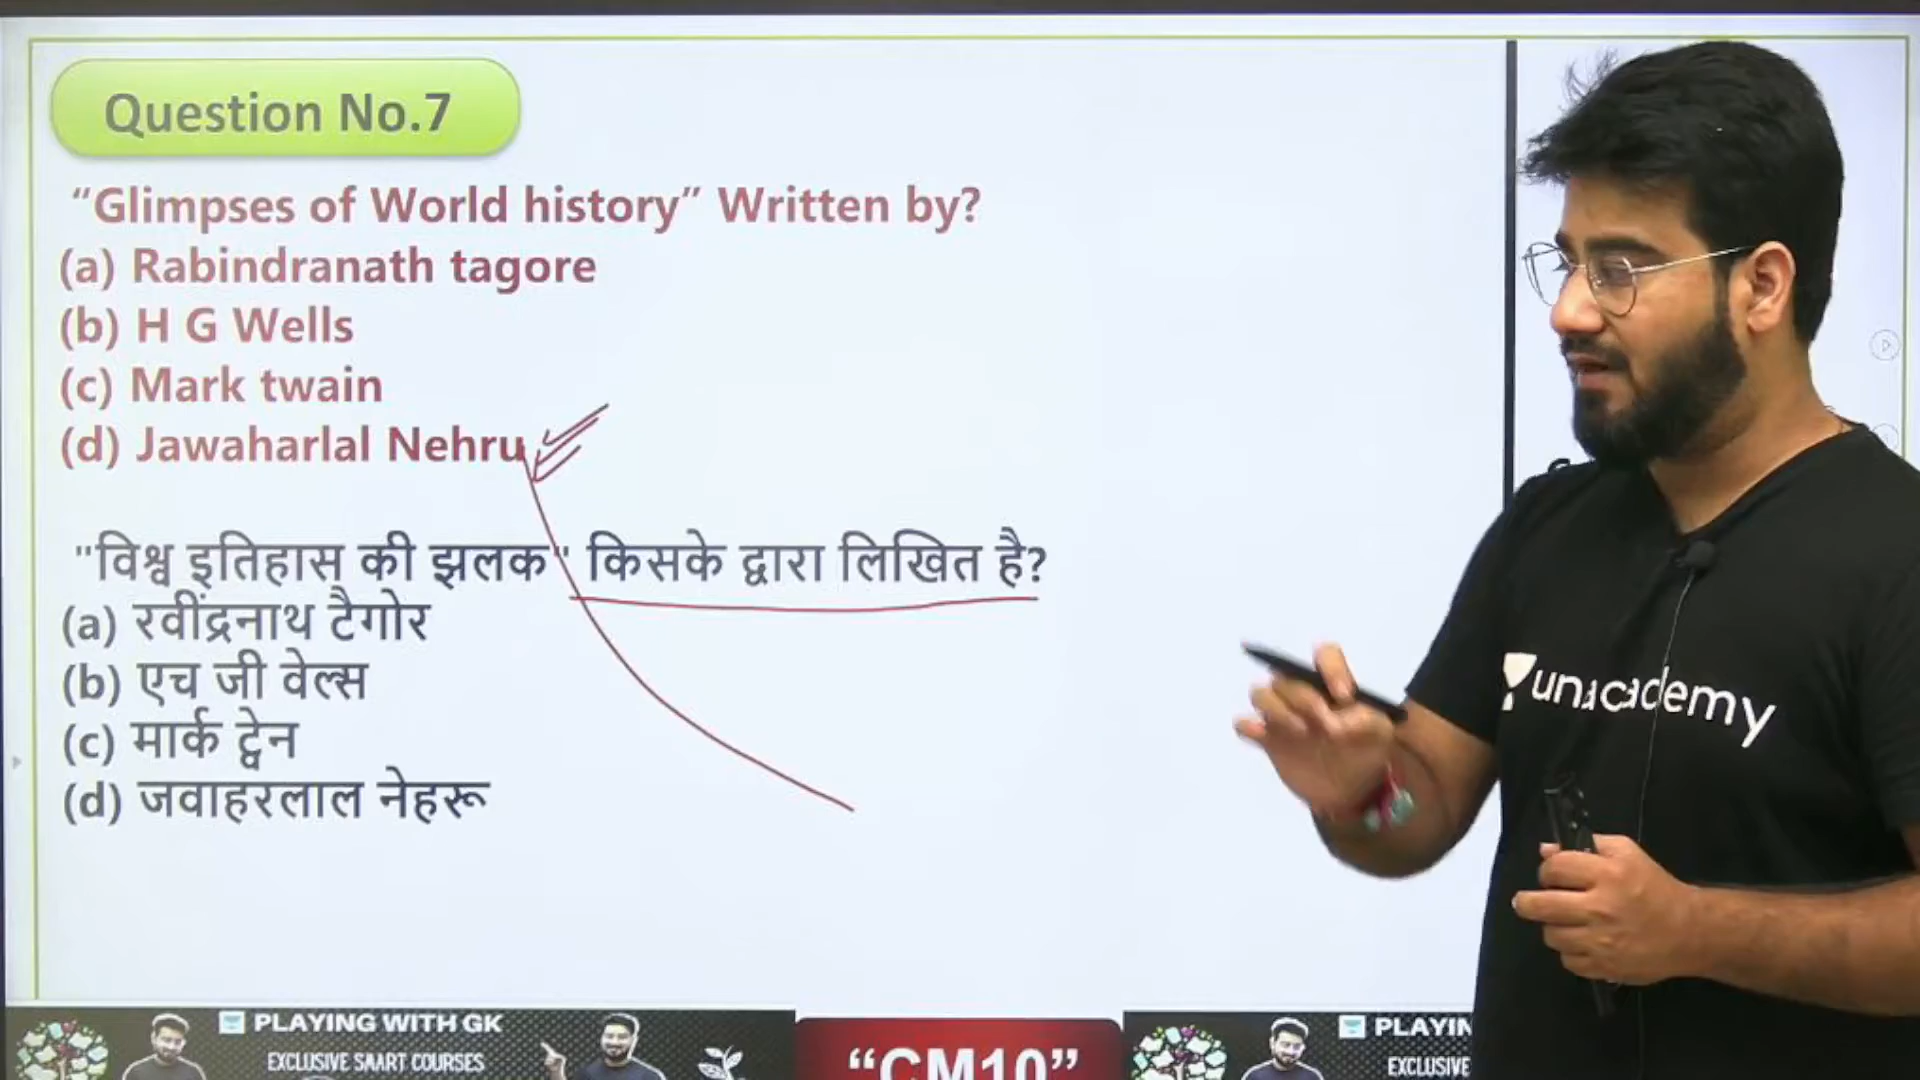 Question No.7
“Glimpses of World history” Written by?
(a) Rabindranath tagore
(b) H G Wells
(c) Mark twain
(d) Jawaharlal Nehru
"विश्व इतिहास की झलक" किसके द्वारा लिखित है?
(a) रवींद्रनाथ टैगोर
(b) एच जी वेल्स
(c) मार्क ट्वेन
(d) जवाहरलाल नेहरू
unacademy
PLAYING WITH GK
EXCLUSIVE SAART COURSES
“CM10”
PLAYIN
EXCLUSIVE